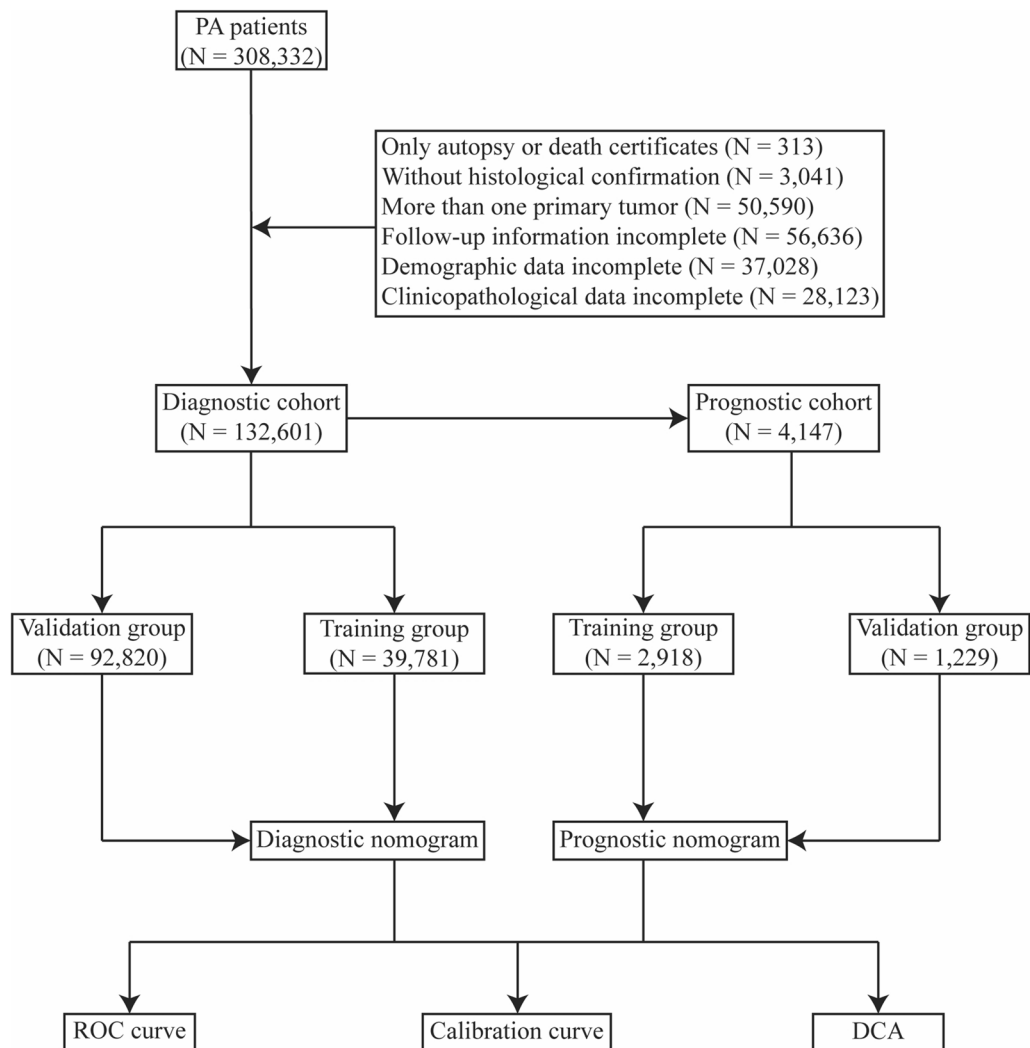 PA patients
(N = 308,332)
Only autopsy or death certificates (N = 313)
Without histological confirmation (N = 3,041)
More than one primary tumor (N = 50,590)
Follow-up information incomplete (N = 56,636)
Demographic data incomplete (N = 37,028)
Clinicopathological data incomplete (N = 28,123)
Diagnostic cohort
(N = 132,601)
Prognostic cohort
(N = 4,147)
Validation group
(N = 92,820)
Training group
(N = 39,781)
Training group
(N = 2,918)
Validation group
(N = 1,229)
Diagnostic nomogram
Prognostic nomogram
ROC curve
Calibration curve
DCA